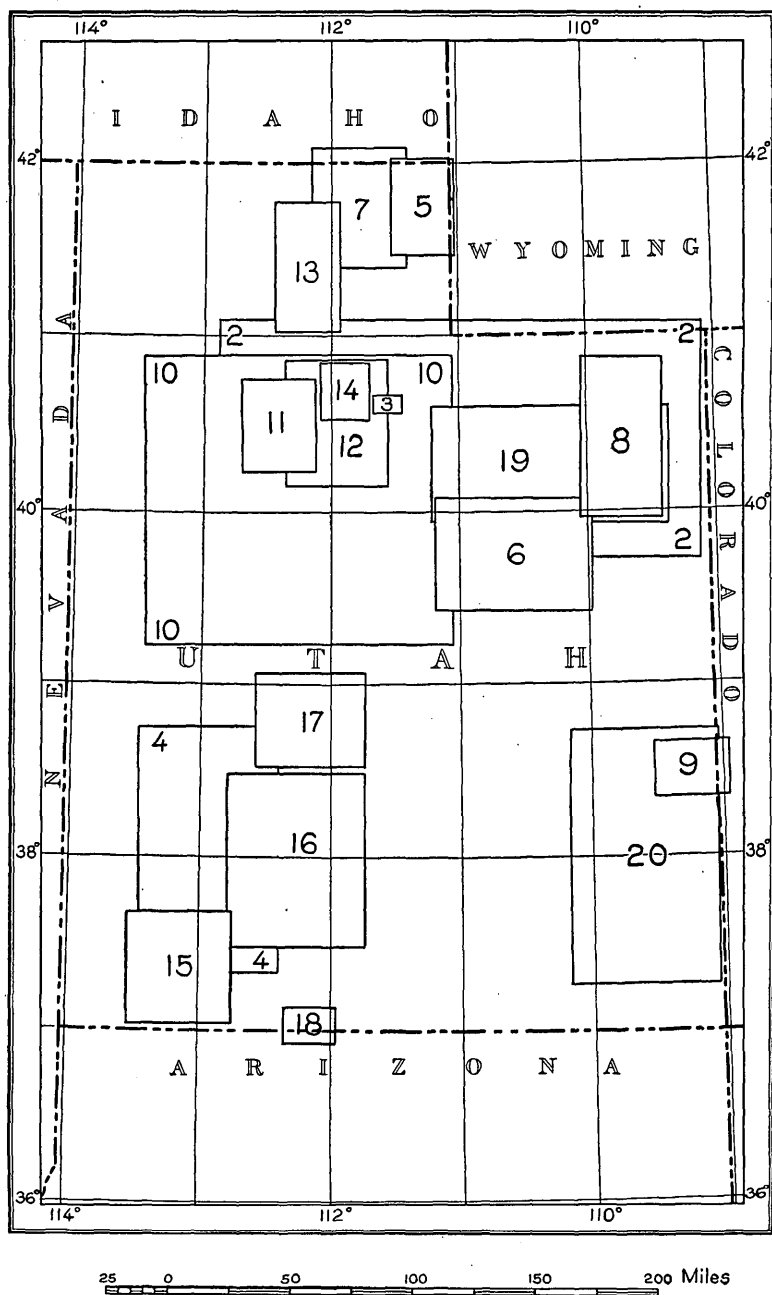 114° 112° 110°
I D A H O
42° 42°
7 5
W Y O M I N G
13
2 2
10 10
14
3
11
12
8
19
40° 40°
2
6
10
U T A H
N E V A D A
C O L O R A D O
17
4
9
16
38° 38°
20
15
4
18
A R I Z O N A
36° 36°
114° 112° 110°
25 0 50 100 150 200 Miles